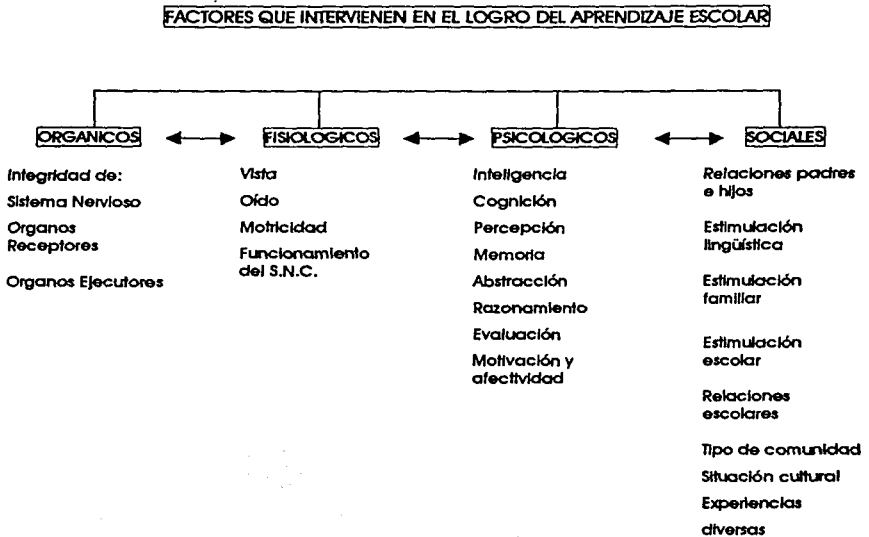 FACTORES QUE INTERVIENEN EN EL LOGRO DEL APRENDIZAJE ESCOLAR
ORGANICOS
Integridad de:
Sistema Nervioso
Organos
Receptores
Organos Ejecutores
FISIOLOGICOS
Vista
Oído
Motricidad
Funcionamiento
del S.N.C.
PSICOLOGICOS
Inteligencia
Cognición
Percepción
Memoria
Abstracción
Razonamiento
Evaluación
Motivación y
afectividad
SOCIALES
Relaciones padres
e hijos
Estimulación
lingüística
Estimulación
familiar
Estimulación
escolar
Relaciones
escolares
Tipo de comunidad
Situación cultural
Experiencias
diversas